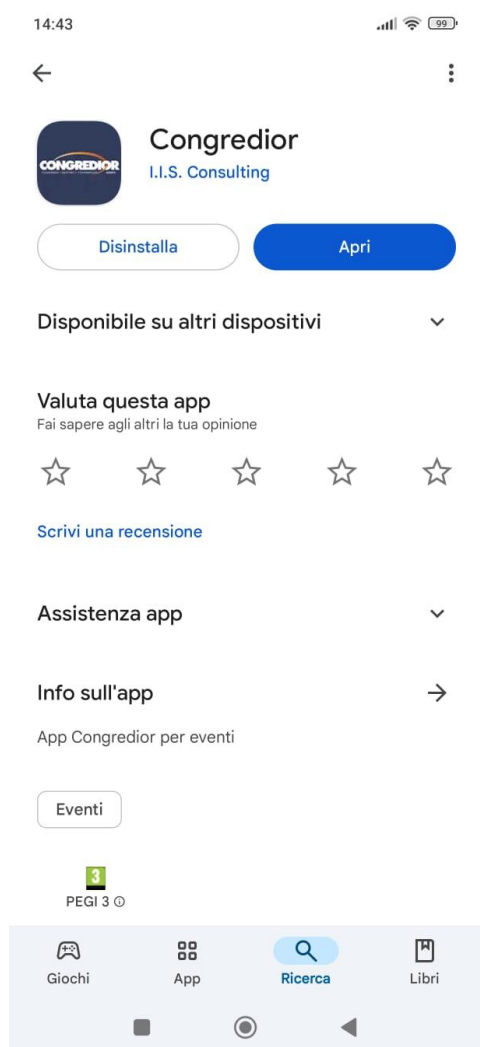 14:43
99
CONGREDIOR
Congredior
I.I.S. Consulting
Disinstalla
Apri
Disponibile su altri dispositivi
Valuta questa app
Fai sapere agli altri la tua opinione
Scrivi una recensione
Assistenza app
Info sull'app
App Congredior per eventi
Eventi
3
PEGI 3
Giochi
App
Ricerca
Libri